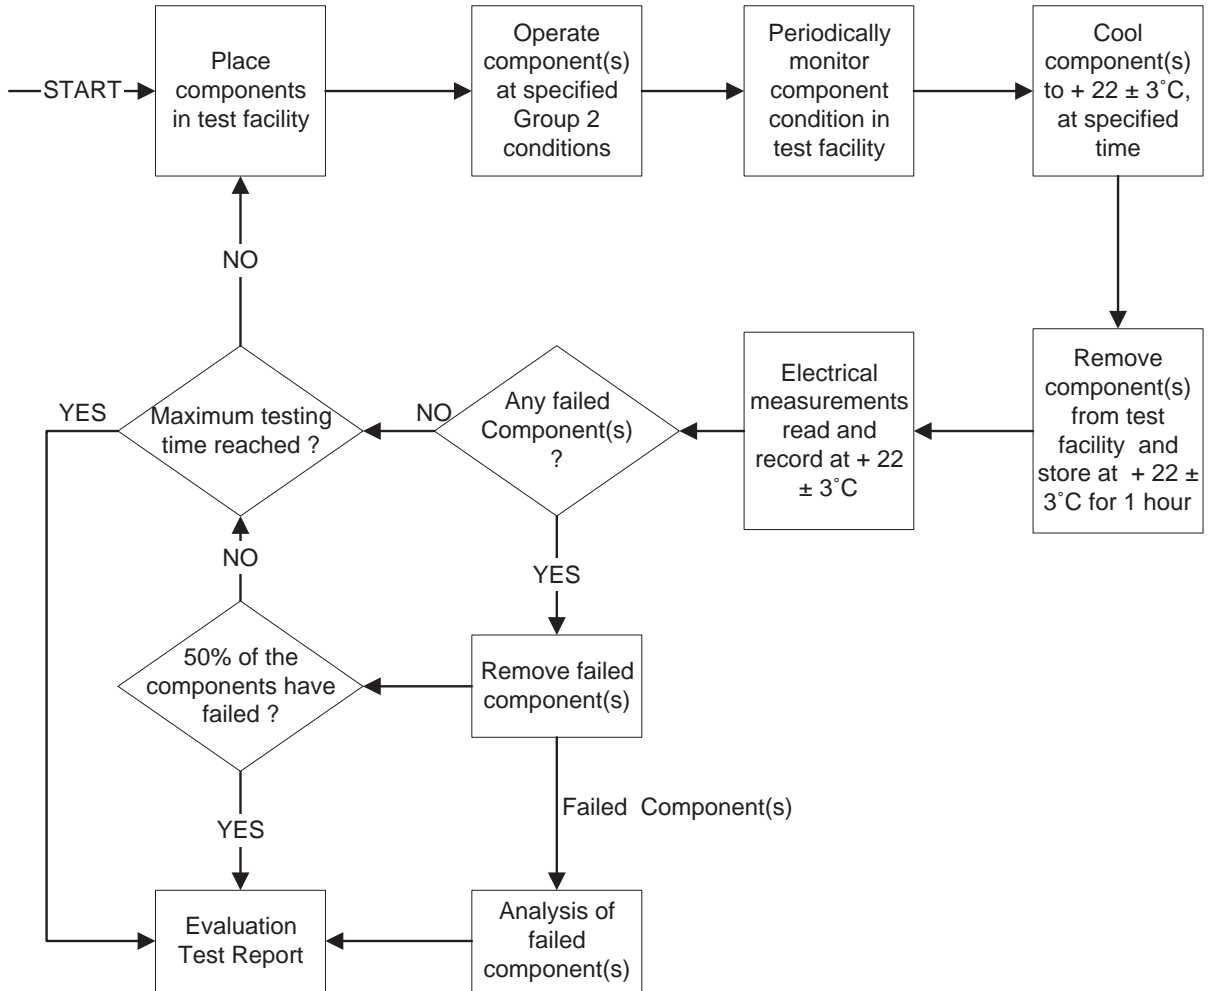 START
Place
components
in test facility
Operate
component(s)
at specified
Group 2
conditions
Periodically
monitor
component
condition in
test facility
Cool
component(s)
to + 22 ± 3˚C,
at specified
time
NO
Remove
component(s)
from test
facility and
store at + 22 ±
3˚C for 1 hour
Electrical
measurements
read and
record at + 22
± 3˚C
Any failed
Component(s)
?
NO
Maximum testing
time reached ?
YES
NO
YES
Remove failed
component(s)
50% of the
components have
failed ?
YES
Failed Component(s)
Analysis of
failed
component(s)
Evaluation
Test Report